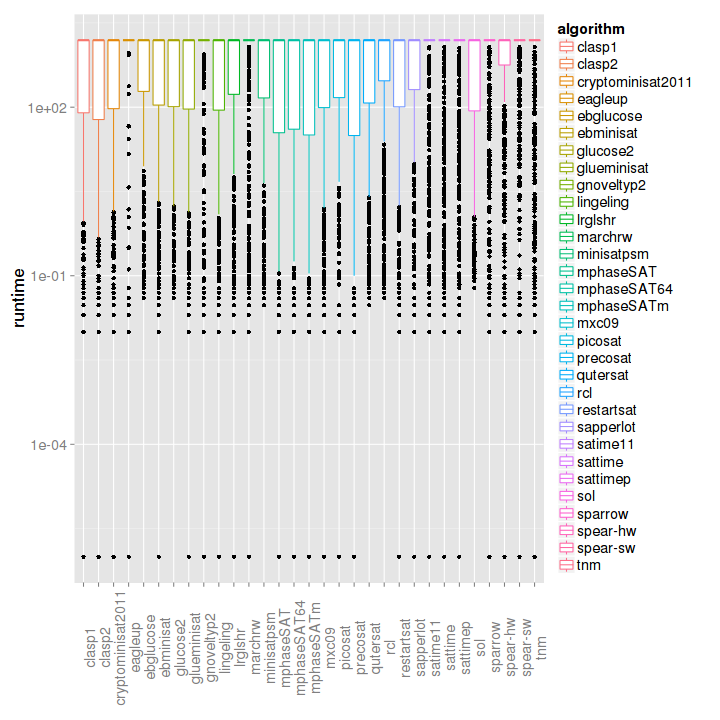 algorithm
clasp1
clasp2
cryptominisat2011
eagleup
ebglucose
ebminisat
glucose2
glueminisat
gnoveltyp2
lingeling
lrglshr
marchrw
minisatpsm
mphaseSAT
mphaseSAT64
mphaseSATm
mxc09
picosat
precosat
qutersat
rcl
restartsat
sapperlot
satime11
sattime
sattimep
sol
sparrow
spear-hw
spear-sw
tnm
runtime
1e+02
1e-01
1e-04
clasp1
clasp2
cryptominisat2011
eagleup
ebglucose
ebminisat
glucose2
glueminisat
gnoveltyp2
lingeling
lrglshr
marchrw
minisatpsm
mphaseSAT
mphaseSAT64
mphaseSATm
mxc09
picosat
precosat
qutersat
rcl
restartsat
sapperlot
satime11
sattime
sattimep
sol
sparrow
spear-hw
spear-sw
tnm